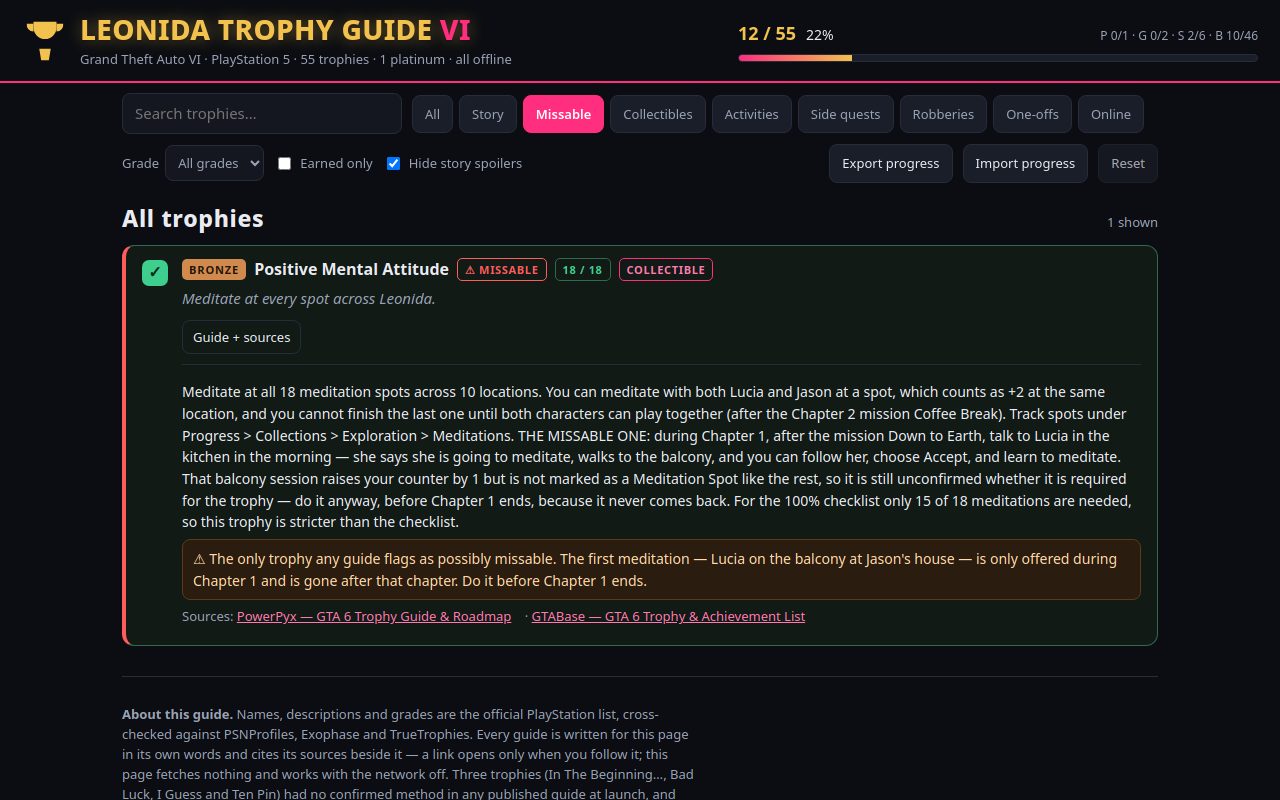 LEONIDA TROPHY GUIDE VI
Grand Theft Auto VI · PlayStation 5 · 55 trophies · 1 platinum · all offline
12 / 55 22%
P 0/1 · G 0/2 · S 2/6 · B 10/46
Search trophies...
All
Story
Missable
Collectibles
Activities
Side quests
Robberies
One-offs
Online
Grade
All grades
Earned only
Hide story spoilers
Export progress
Import progress
Reset
All trophies
1 shown
✓
BRONZE
Positive Mental Attitude
⚠ MISSABLE
18 / 18
COLLECTIBLE
Meditate at every spot across Leonida.
Guide + sources
Meditate at all 18 meditation spots across 10 locations. You can meditate with both Lucia and Jason at a spot, which counts as +2 at the same
location, and you cannot finish the last one until both characters can play together (after the Chapter 2 mission Coffee Break). Track spots under
Progress > Collections > Exploration > Meditations. THE MISSABLE ONE: during Chapter 1, after the mission Down to Earth, talk to Lucia in the
kitchen in the morning — she says she is going to meditate, walks to the balcony, and you can follow her, choose Accept, and learn to meditate.
That balcony session raises your counter by 1 but is not marked as a Meditation Spot like the rest, so it is still unconfirmed whether it is required
for the trophy — do it anyway, before Chapter 1 ends, because it never comes back. For the 100% checklist only 15 of 18 meditations are needed,
so this trophy is stricter than the checklist.
⚠ The only trophy any guide flags as possibly missable. The first meditation — Lucia on the balcony at Jason's house — is only offered during
Chapter 1 and is gone after that chapter. Do it before Chapter 1 ends.
Sources: PowerPyx — GTA 6 Trophy Guide & Roadmap · GTABase — GTA 6 Trophy & Achievement List
About this guide. Names, descriptions and grades are the official PlayStation list, cross-
checked against PSNProfiles, Exophase and TrueTrophies. Every guide is written for this page
in its own words and cites its sources beside it — a link opens only when you follow it; this
page fetches nothing and works with the network off. Three trophies (In The Beginning..., Bad
Luck, I Guess and Ten Pin) had no confirmed method in any published guide at launch, and